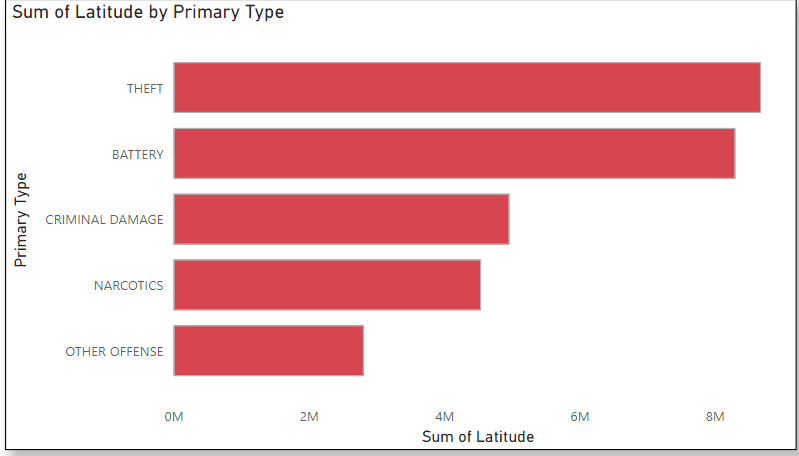 Sum of Latitude by Primary Type
Primary Type
THEFT
BATTERY
CRIMINAL DAMAGE
NARCOTICS
OTHER OFFENSE
0M 2M 4M 6M 8M
Sum of Latitude